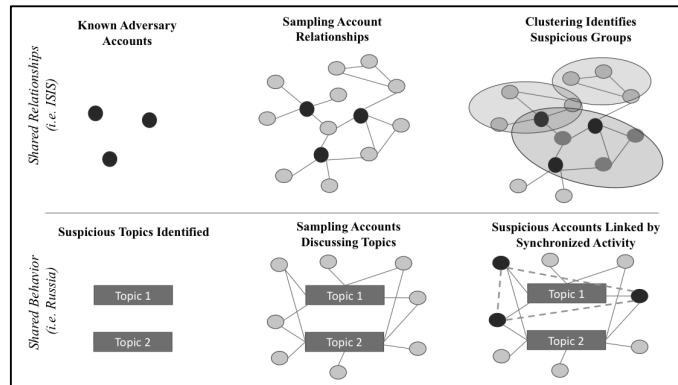 Known Adversary
Accounts
Sampling Account
Relationships
Clustering Identifies
Suspicious Groups
Shared Relationships
(i.e. ISIS)
Suspicious Topics Identified
Sampling Accounts
Discussing Topics
Suspicious Accounts Linked by
Synchronized Activity
Shared Behavior
(i.e. Russia)
Topic 1
Topic 2
Topic 1
Topic 2
Topic 1
Topic 2